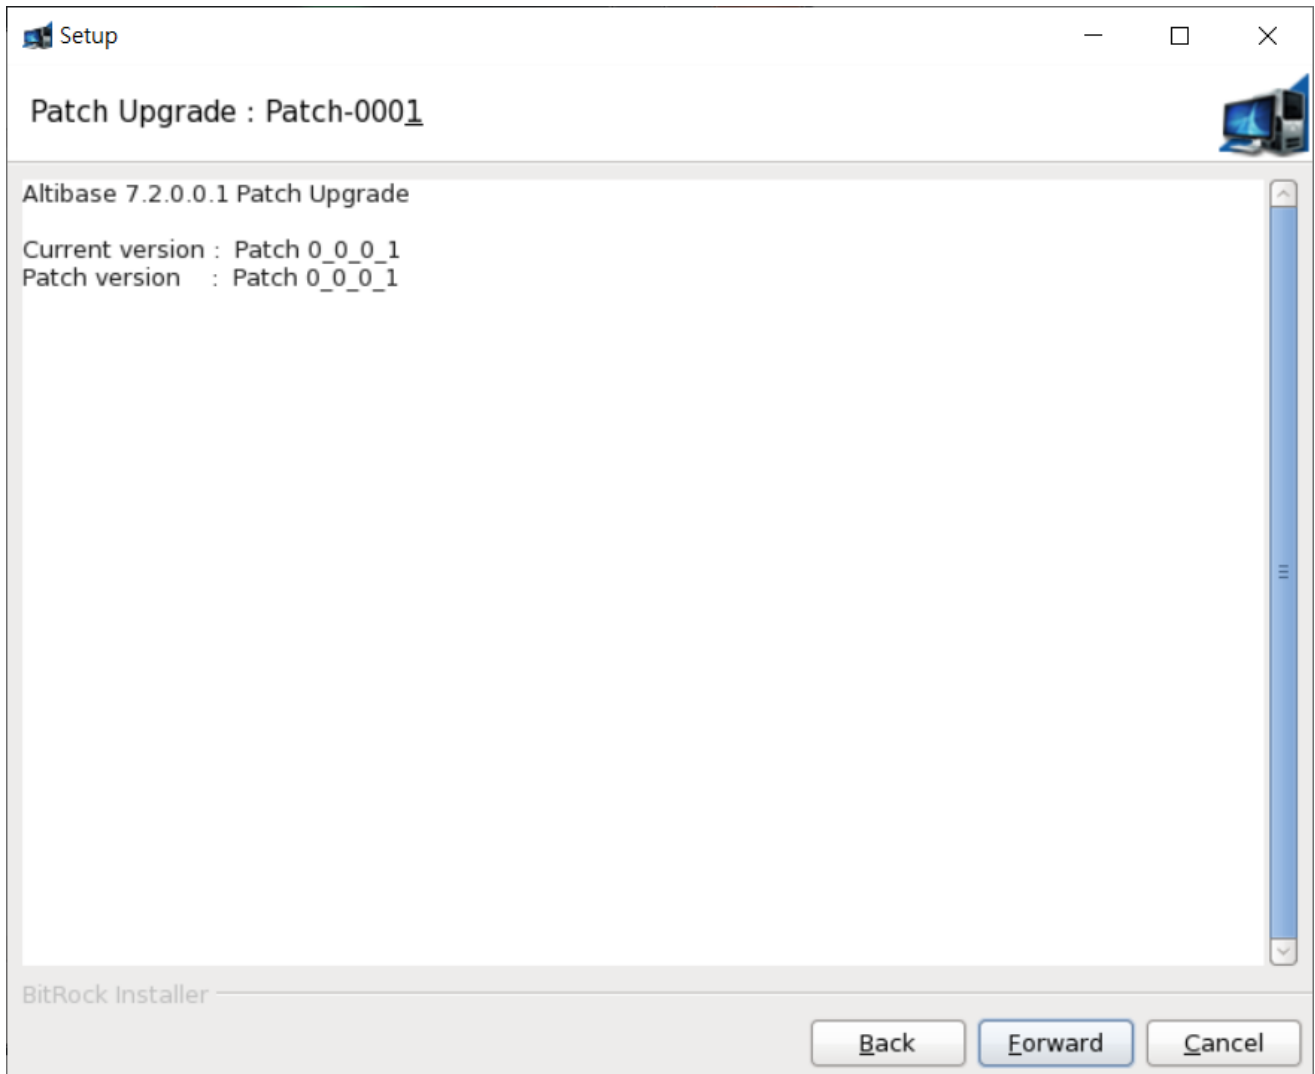 Setup
Patch Upgrade : Patch-0001
Altibase 7.2.0.0.1 Patch Upgrade
Current version :  Patch 0_0_0_1
Patch version   :  Patch 0_0_0_1
BitRock Installer
Back Forward Cancel